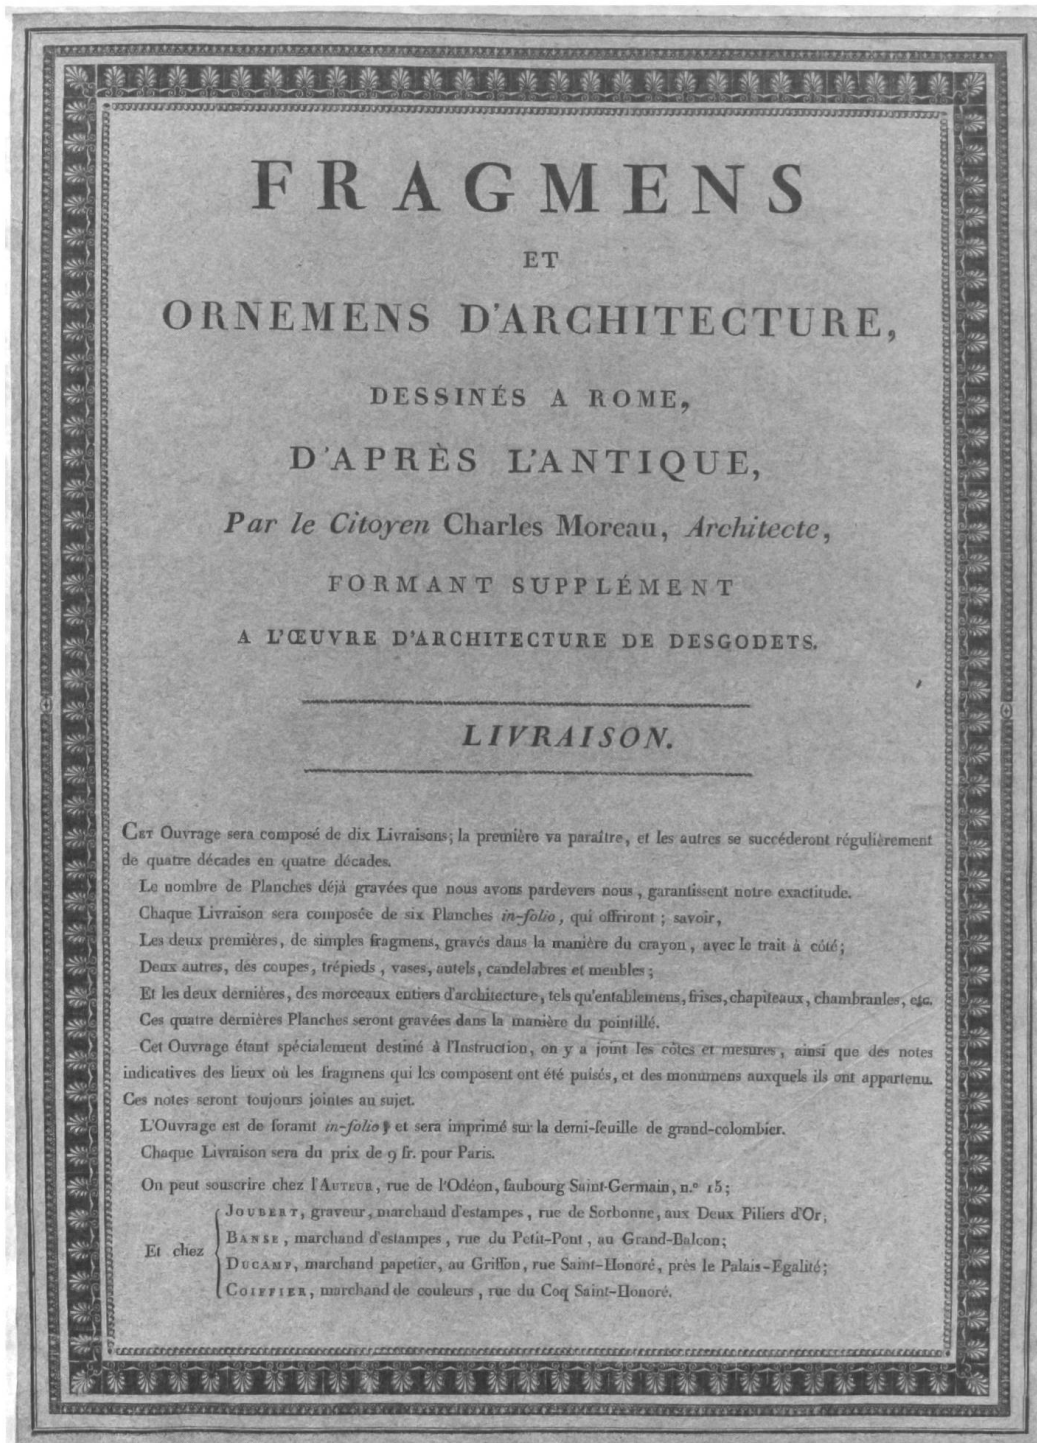 FRAGMENS
ET
ORNEMENS D'ARCHITECTURE,
DESSINÉS A ROME,
D'APRÈS L'ANTIQUE,
Par le Citoyen Charles Moreau, Architecte,
FORMANT SUPPLÉMENT
A L'ŒUVRE D'ARCHITECTURE DE DESGODETS.
LIVRAISON.
CET Ouvrage sera composé de dix Livraisons; la première va paraître, et les autres se succéderont régulièrement
de quatre décades en quatre décades.
Le nombre de Planches déjà gravées que nous avons pardevers nous, garantissent notre exactitude.
Chaque Livraison sera composée de six Planches in-folio, qui offriront; savoir,
Les deux premières, de simples fragmens, gravés dans la manière du crayon, avec le trait à côté;
Deux autres, des coupes, trépieds, vases, autels, candelabres et meubles;
Et les deux dernières, des morceaux entiers d'architecture, tels qu'entablemens, frises, chapiteaux, chambranles, etc.
Ces quatre dernières Planches seront gravées dans la manière du pointillé.
Cet Ouvrage étant spécialement destiné à l'Instruction, on y a joint les côtes et mesures, ainsi que des notes
indicatives des lieux où les fragmens qui les composent ont été puisés, et des monumens auxquels ils ont appartenu.
Ces notes seront toujours jointes au sujet.
L'Ouvrage est de foramt in-folio, et sera imprimé sur la demi-feuille de grand-colombier.
Chaque Livraison sera du prix de 9 fr. pour Paris.
On peut souscrire chez l'AUTEUR, rue de l'Odéon, faubourg Saint-Germain, n.º 15;
Et chez
JOUBERT, graveur, marchand d'estampes, rue de Sorbonne, aux Deux Piliers d'Or;
BANSE, marchand d'estampes, rue du Petit-Pont, au Grand-Balcon;
DUCAMP, marchand papetier, au Griffon, rue Saint-Honoré, près le Palais-Egalité;
COIFFIER, marchand de couleurs, rue du Coq Saint-Honoré.